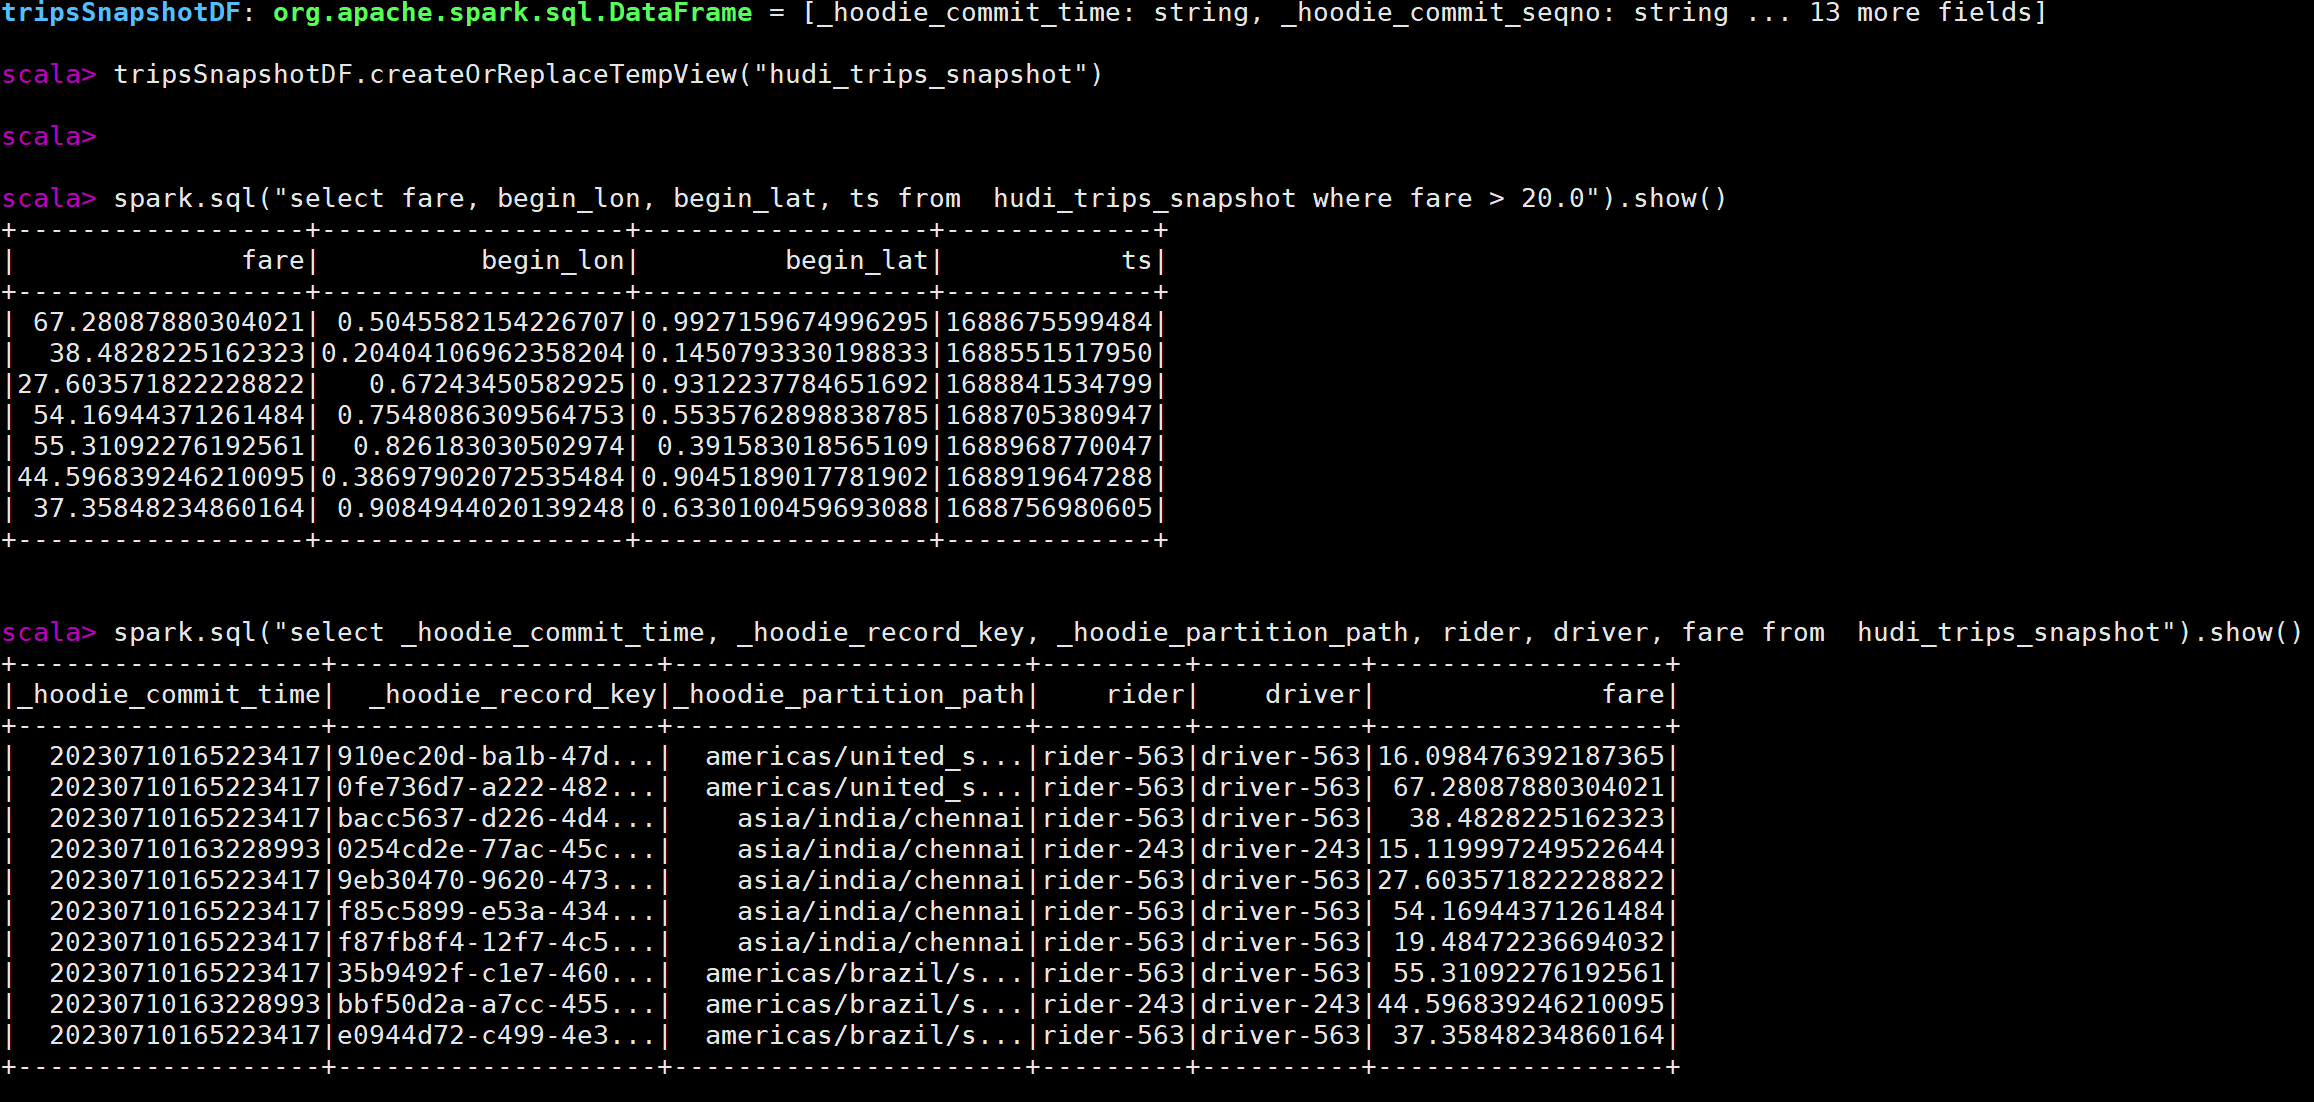 tripsSnapshotDF: org.apache.spark.sql.DataFrame = [_hoodie_commit_time: string, _hoodie_commit_seqno: string ... 13 more fields]
scala> tripsSnapshotDF.createOrReplaceTempView("hudi_trips_snapshot")
scala>
scala> spark.sql("select fare, begin_lon, begin_lat, ts from  hudi_trips_snapshot where fare > 20.0").show()
+------------------+-------------------+------------------+-------------+
|              fare|          begin_lon|         begin_lat|           ts|
+------------------+-------------------+------------------+-------------+
| 67.28087880304021| 0.5045582154226707|0.9927159674996295|1688675599484|
|  38.4828225162323|0.20404106962358204|0.1450793330198833|1688551517950|
|27.603571822228822|   0.67243450582925|0.9312237784651692|1688841534799|
| 54.16944371261484| 0.7548086309564753|0.5535762898838785|1688705380947|
| 55.31092276192561|  0.826183030502974| 0.391583018565109|1688968770047|
|44.596839246210095|0.38697902072535484|0.9045189017781902|1688919647288|
| 37.35848234860164| 0.9084944020139248|0.6330100459693088|1688756980605|
+------------------+-------------------+------------------+-------------+
scala> spark.sql("select _hoodie_commit_time, _hoodie_record_key, _hoodie_partition_path, rider, driver, fare from  hudi_trips_snapshot").show()
+-------------------+--------------------+----------------------+---------+----------+------------------+
|_hoodie_commit_time|  _hoodie_record_key|_hoodie_partition_path|    rider|    driver|              fare|
+-------------------+--------------------+----------------------+---------+----------+------------------+
|  20230710165223417|910ec20d-ba1b-47d...|  americas/united_s...|rider-563|driver-563|16.098476392187365|
|  20230710165223417|0fe736d7-a222-482...|  americas/united_s...|rider-563|driver-563| 67.28087880304021|
|  20230710165223417|bacc5637-d226-4d4...|    asia/india/chennai|rider-563|driver-563|  38.4828225162323|
|  20230710163228993|0254cd2e-77ac-45c...|    asia/india/chennai|rider-243|driver-243|15.119997249522644|
|  20230710165223417|9eb30470-9620-473...|    asia/india/chennai|rider-563|driver-563|27.603571822228822|
|  20230710165223417|f85c5899-e53a-434...|    asia/india/chennai|rider-563|driver-563| 54.16944371261484|
|  20230710165223417|f87fb8f4-12f7-4c5...|    asia/india/chennai|rider-563|driver-563| 19.48472236694032|
|  20230710165223417|35b9492f-c1e7-460...|  americas/brazil/s...|rider-563|driver-563| 55.31092276192561|
|  20230710163228993|bbf50d2a-a7cc-455...|  americas/brazil/s...|rider-243|driver-243|44.596839246210095|
|  20230710165223417|e0944d72-c499-4e3...|  americas/brazil/s...|rider-563|driver-563| 37.35848234860164|
+-------------------+--------------------+----------------------+---------+----------+------------------+